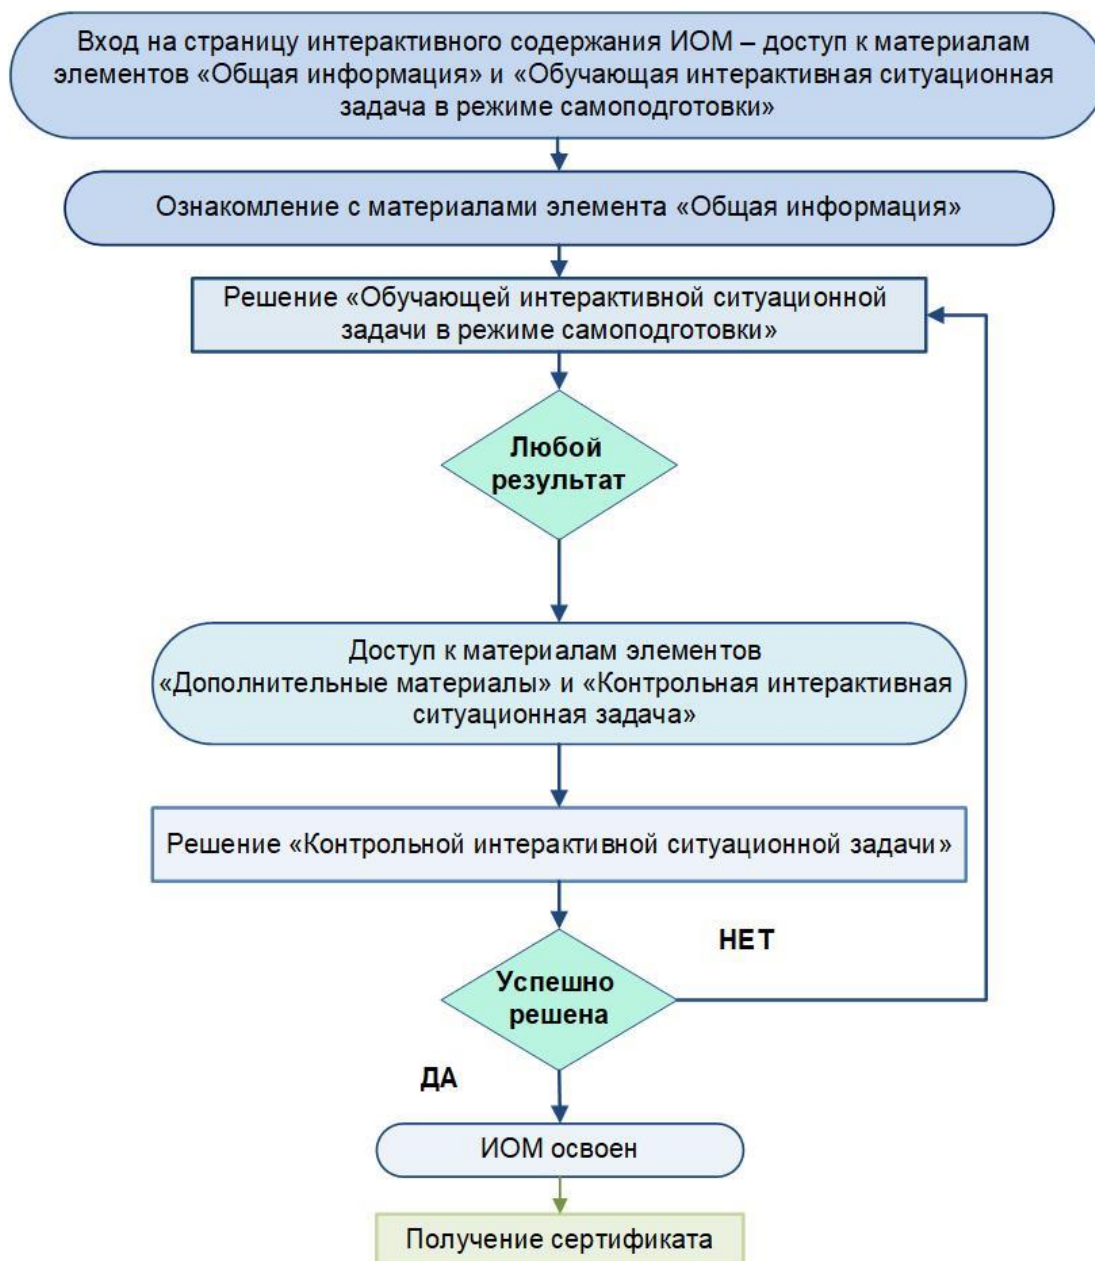 Вход на страницу интерактивного содержания ИОМ – доступ к материалам
элементов «Общая информация» и «Обучающая интерактивная ситуационная
задача в режиме самоподготовки»
Ознакомление с материалами элемента «Общая информация»
Решение «Обучающей интерактивной ситуационной
задачи в режиме самоподготовки»
Любой
результат
Доступ к материалам элементов
«Дополнительные материалы» и «Контрольная интерактивная
ситуационная задача»
Решение «Контрольной интерактивной ситуационной задачи»
НЕТ
Успешно
решена
ДА
ИОМ освоен
Получение сертификата